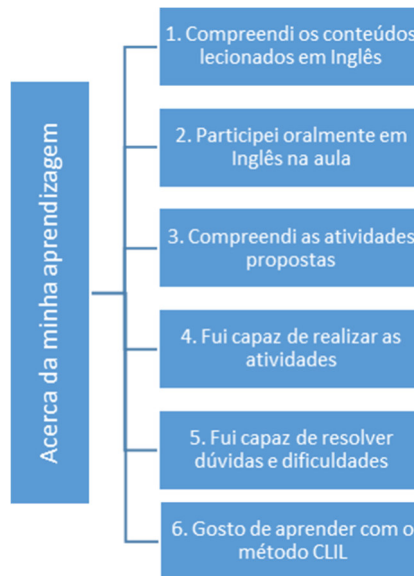 Acerca da minha aprendizagem
1. Compreendi os conteúdos
lecionados em Inglês
2. Participei oralmente em
Inglês na aula
3. Compreendi as atividades
propostas
4. Fui capaz de realizar as
atividades
5. Fui capaz de resolver
dúvidas e dificuldades
6. Gosto de aprender com o
método CLIL